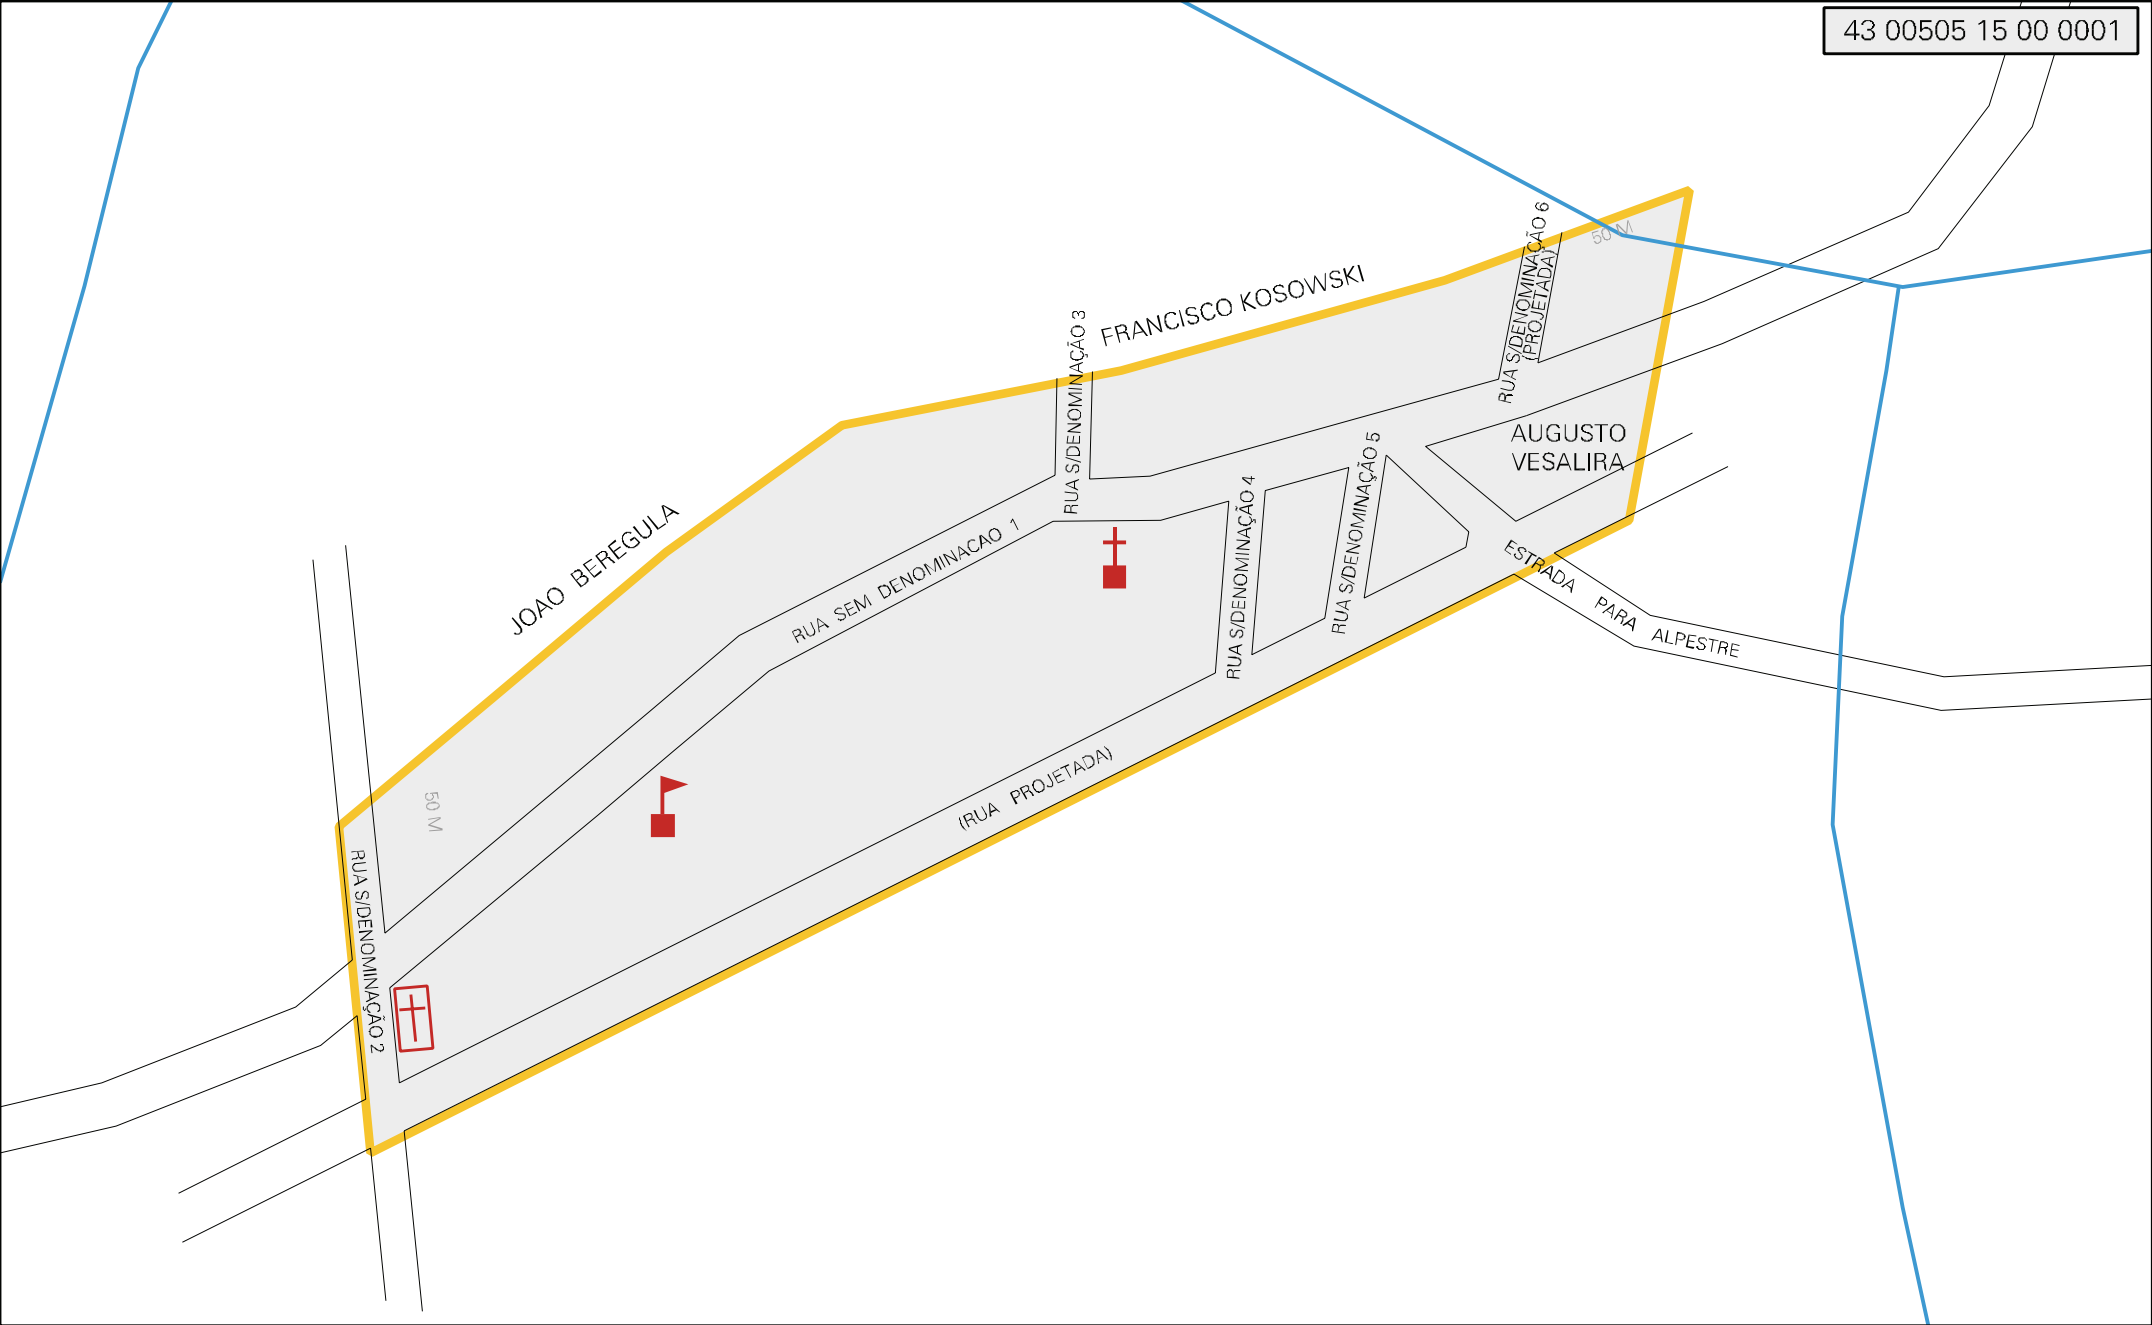 43 00505 15 00 0001
RUA S/DENOMINAÇÃO 6
(PROJETADA)
50 M
FRANCISCO KOSOWSKI
RUA S/DENOMINAÇÃO 3
AUGUSTO
VESALIRA
RUA S/DENOMINAÇÃO 5
RUA S/DENOMINAÇÃO 4
JOAO BEREGULA
RUA SEM DENOMINACAO 1
ESTRADA PARA ALPESTRE
(RUA PROJETADA)
50 M
RUA S/DENOMINAÇÃO 2